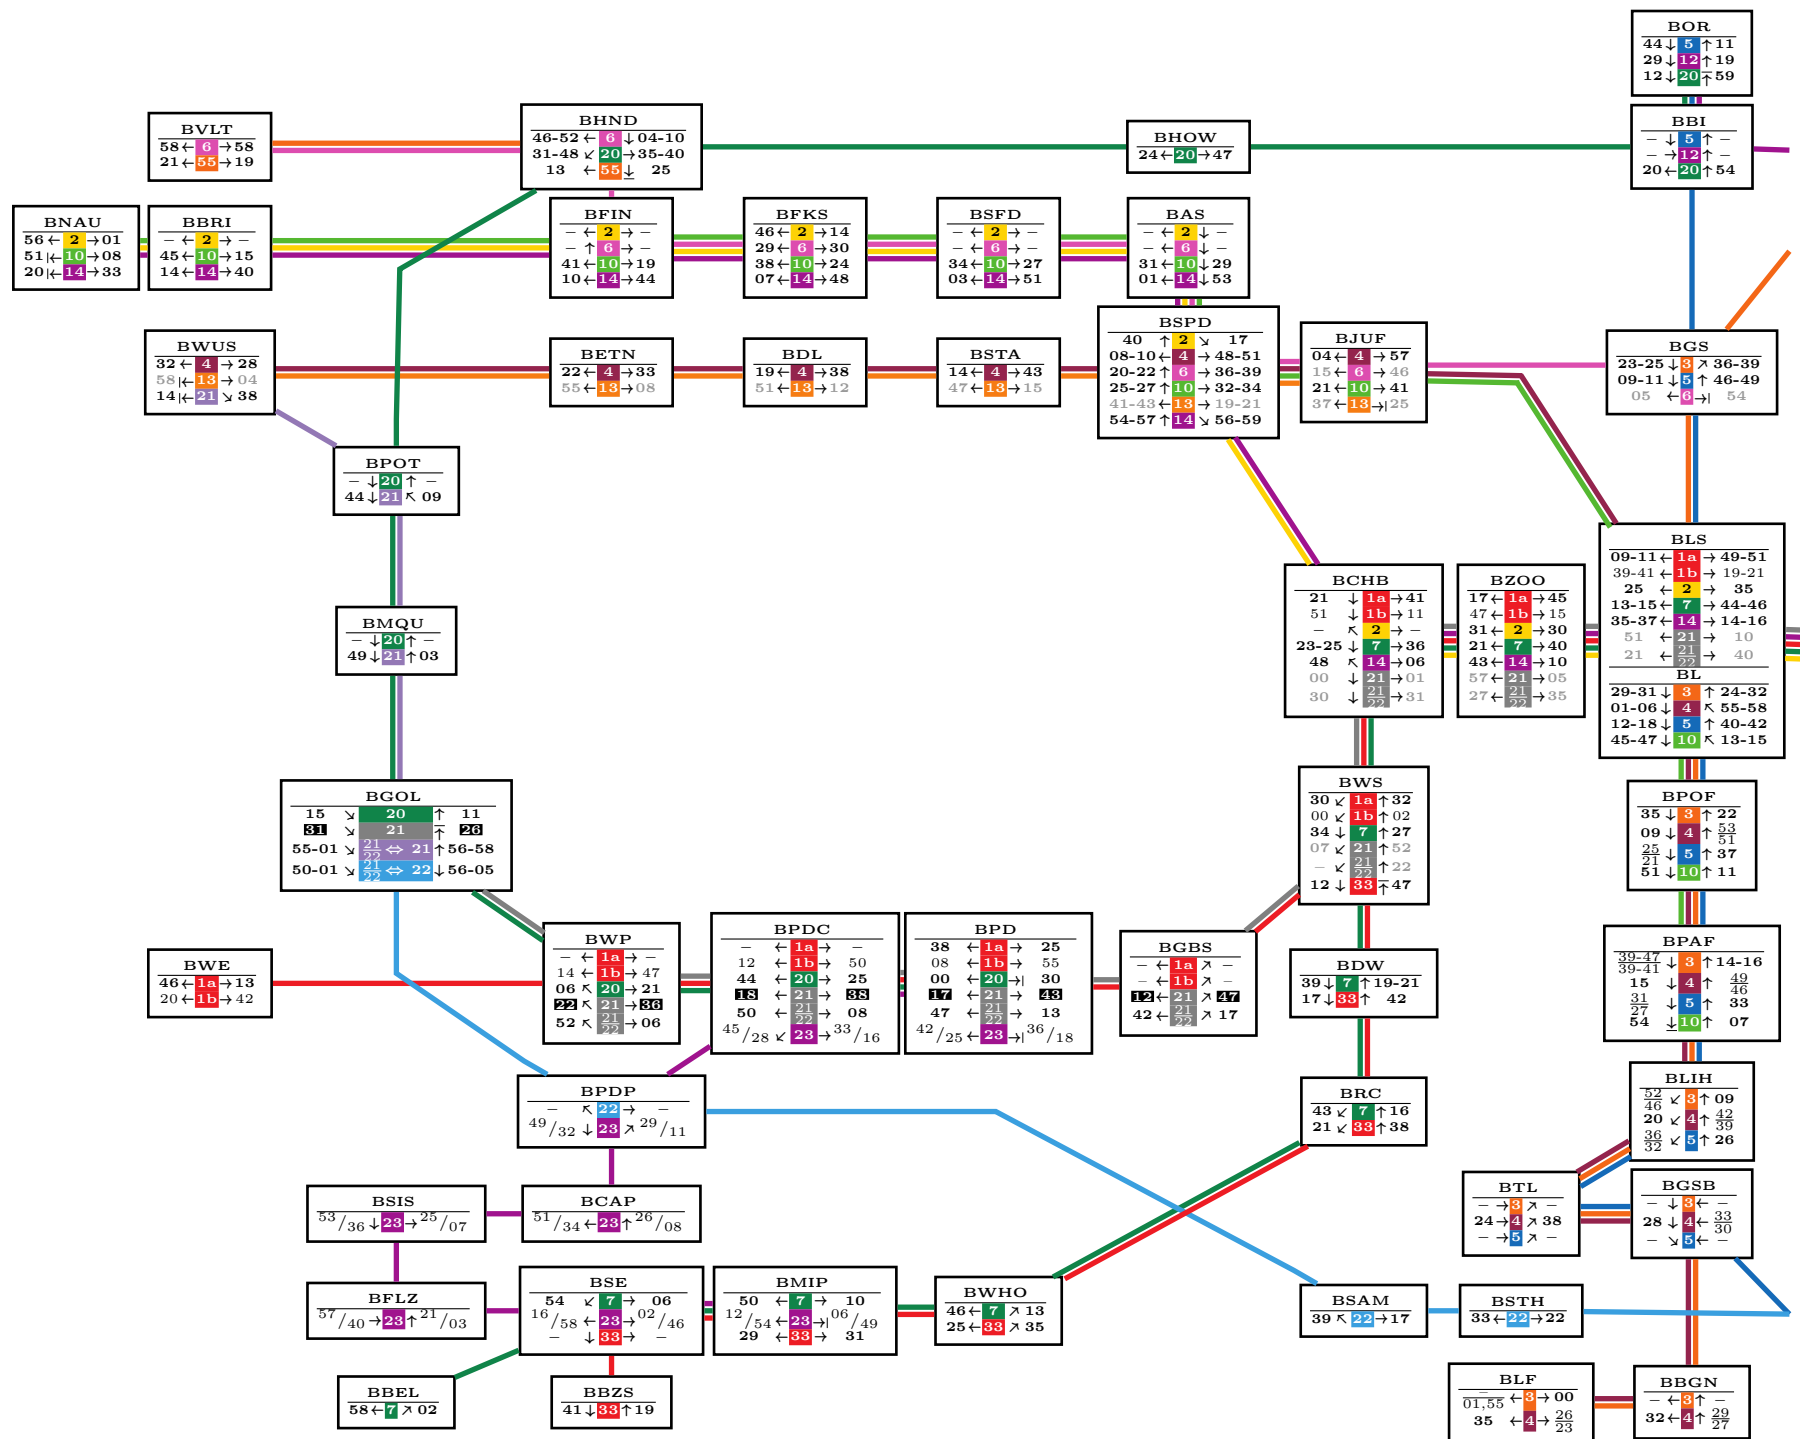 BOR
44 ↓ 5 ↑ 11
29 ↓ 12 ↑ 19
12 ↓ 20 ↑ 59
BVLT
58 ← 6 → 58
21 ← 55 → 19
BHND
46-52 ← 6 ↓ 04-10
31-48 ↙ 20 → 35-40
13 ← 55 ↓ 25
BHOW
24 ← 20 → 47
BBI
– ↓ 5 ↑ –
– → 12 ↑ –
20 ← 20 ↑ 54
BNAU
56 ← 2 → 01
51 |← 10 → 08
20 |← 14 → 33
BBRI
– ← 2 → –
45 ← 10 → 15
14 ← 14 → 40
BFIN
– ← 2 → –
– ↑ 6 → –
41 ← 10 → 19
10 ← 14 → 44
BFKS
46 ← 2 → 14
29 ← 6 → 30
38 ← 10 → 24
07 ← 14 → 48
BSFD
– ← 2 → –
– ← 6 → –
34 ← 10 → 27
03 ← 14 → 51
BAS
– ← 2 ↓ –
– ← 6 ↓ –
31 ← 10 ↓ 29
01 ← 14 ↓ 53
BWUS
32 ← 4 → 28
58 |← 13 → 04
14 |← 21 ↘ 38
BETN
22 ← 4 → 33
55 ← 13 → 08
BDL
19 ← 4 → 38
51 ← 13 → 12
BSTA
14 ← 4 → 43
47 ← 13 → 15
BSPD
40 ↑ 2 ↘ 17
08-10 ← 4 → 48-51
20-22 ↑ 6 → 36-39
25-27 ↑ 10 → 32-34
41-43 ← 13 → 19-21
54-57 ↑ 14 ↘ 56-59
BJUF
04 ← 4 → 57
15 ← 6 → 46
21 ← 10 → 41
37 ← 13 →| 25
BGS
23-25 ↓ 3 ↗ 36-39
09-11 ↓ 5 ↑ 46-49
05 ← 6 →| 54
BPOT
– ↓ 20 ↑ –
44 ↓ 21 ↖ 09
BMQU
– ↓ 20 ↑ –
49 ↓ 21 ↑ 03
BCHB
21 ↓ 1a → 41
51 ↓ 1b → 11
– ↖ 2 → –
23-25 ↓ 7 → 36
48 ↖ 14 → 06
00 ↓ 21 → 01
30 ↓ 21/22 → 31
BZOO
17 ← 1a → 45
47 ← 1b → 15
31 ← 2 → 30
21 ← 7 → 40
43 ← 14 → 10
57 ← 21 → 05
27 ← 21/22 → 35
BLS
09-11 ← 1a → 49-51
39-41 ← 1b → 19-21
25 ← 2 → 35
13-15 ← 7 → 44-46
35-37 ← 14 → 14-16
51 ← 21 → 10
21 ← 21/22 → 40
BL
29-31 ↓ 3 ↑ 24-32
01-06 ↓ 4 ↖ 55-58
12-18 ↓ 5 ↑ 40-42
45-47 ↓ 10 ↖ 13-15
BGOL
15 ↘ 20 ↑ 11
31 ↘ 21 ↑ 26
55-01 ↘ 21/22 ⇔ 21 ↑ 56-58
50-01 ↘ 21/22 ⇔ 22 ↓ 56-05
BWS
30 ↙ 1a ↑ 32
00 ↙ 1b ↑ 02
34 ↓ 7 ↑ 27
07 ↙ 21 ↑ 52
– ↙ 21/22 ↑ 22
12 ↓ 33 ↑ 47
BPOF
35 ↓ 3 ↑ 22
09 ↓ 4 ↑ 53/51
25/21 ↓ 5 ↑ 37
51 ↓ 10 ↑ 11
BWE
46 ← 1a → 13
20 ← 1b → 42
BWP
– ← 1a → –
14 ← 1b → 47
06 ↖ 20 → 21
22 ↖ 21 → 36
52 ↖ 21/22 → 06
BPDC
– ← 1a → –
12 ← 1b → 50
44 ← 20 → 25
18 ← 21 → 38
50 ← 21/22 → 08
45/28 ↙ 23 → 33/16
BPD
38 ← 1a → 25
08 ← 1b → 55
00 ← 20 →| 30
17 ← 21 → 43
47 ← 21/22 → 13
42/25 ← 23 →| 36/18
BGBS
– ← 1a ↗ –
– ← 1b ↗ –
12 ← 21 ↗ 47
42 ← 21/22 ↗ 17
BDW
39 ↓ 7 ↑ 19-21
17 ↓ 33 ↑ 42
BPAF
39-47/39-41 ↓ 3 ↑ 14-16
15 ↓ 4 ↑ 49/46
31/27 ↓ 5 ↑ 33
54 ↓ 10 ↑ 07
BPDP
– ↖ 22 → –
49/32 ↓ 23 ↗ 29/11
BRC
43 ↙ 7 ↑ 16
21 ↙ 33 ↑ 38
BLIH
52/46 ↙ 3 ↑ 09
20 ↙ 4 ↑ 42/39
36/32 ↙ 5 ↑ 26
BSIS
53/36 ↓ 23 → 25/07
BCAP
51/34 ← 23 ↑ 26/08
BTL
– → 3 ↗ –
24 → 4 ↗ 38
– → 5 ↗ –
BGSB
– ↓ 3 ← –
28 ↓ 4 ← 33/30
– ↘ 5 ← –
BFLZ
57/40 → 23 ↑ 21/03
BSE
54 ↙ 7 → 06
16/58 ← 23 → 02/46
– ↓ 33 → –
BMIP
50 ← 7 → 10
12/54 ← 23 →| 06/49
29 ← 33 → 31
BWHO
46 ← 7 ↗ 13
25 ← 33 ↗ 35
BSAM
39 ↖ 22 → 17
BSTH
33 ← 22 → 22
BBEL
58 ← 7 ↗ 02
BBZS
41 ↓ 33 ↑ 19
BLF
–/01,55 ← 3 → 00
35 ← 4 → 26/23
BBGN
– ← 3 ↑ –
32 ← 4 ↑ 29/27